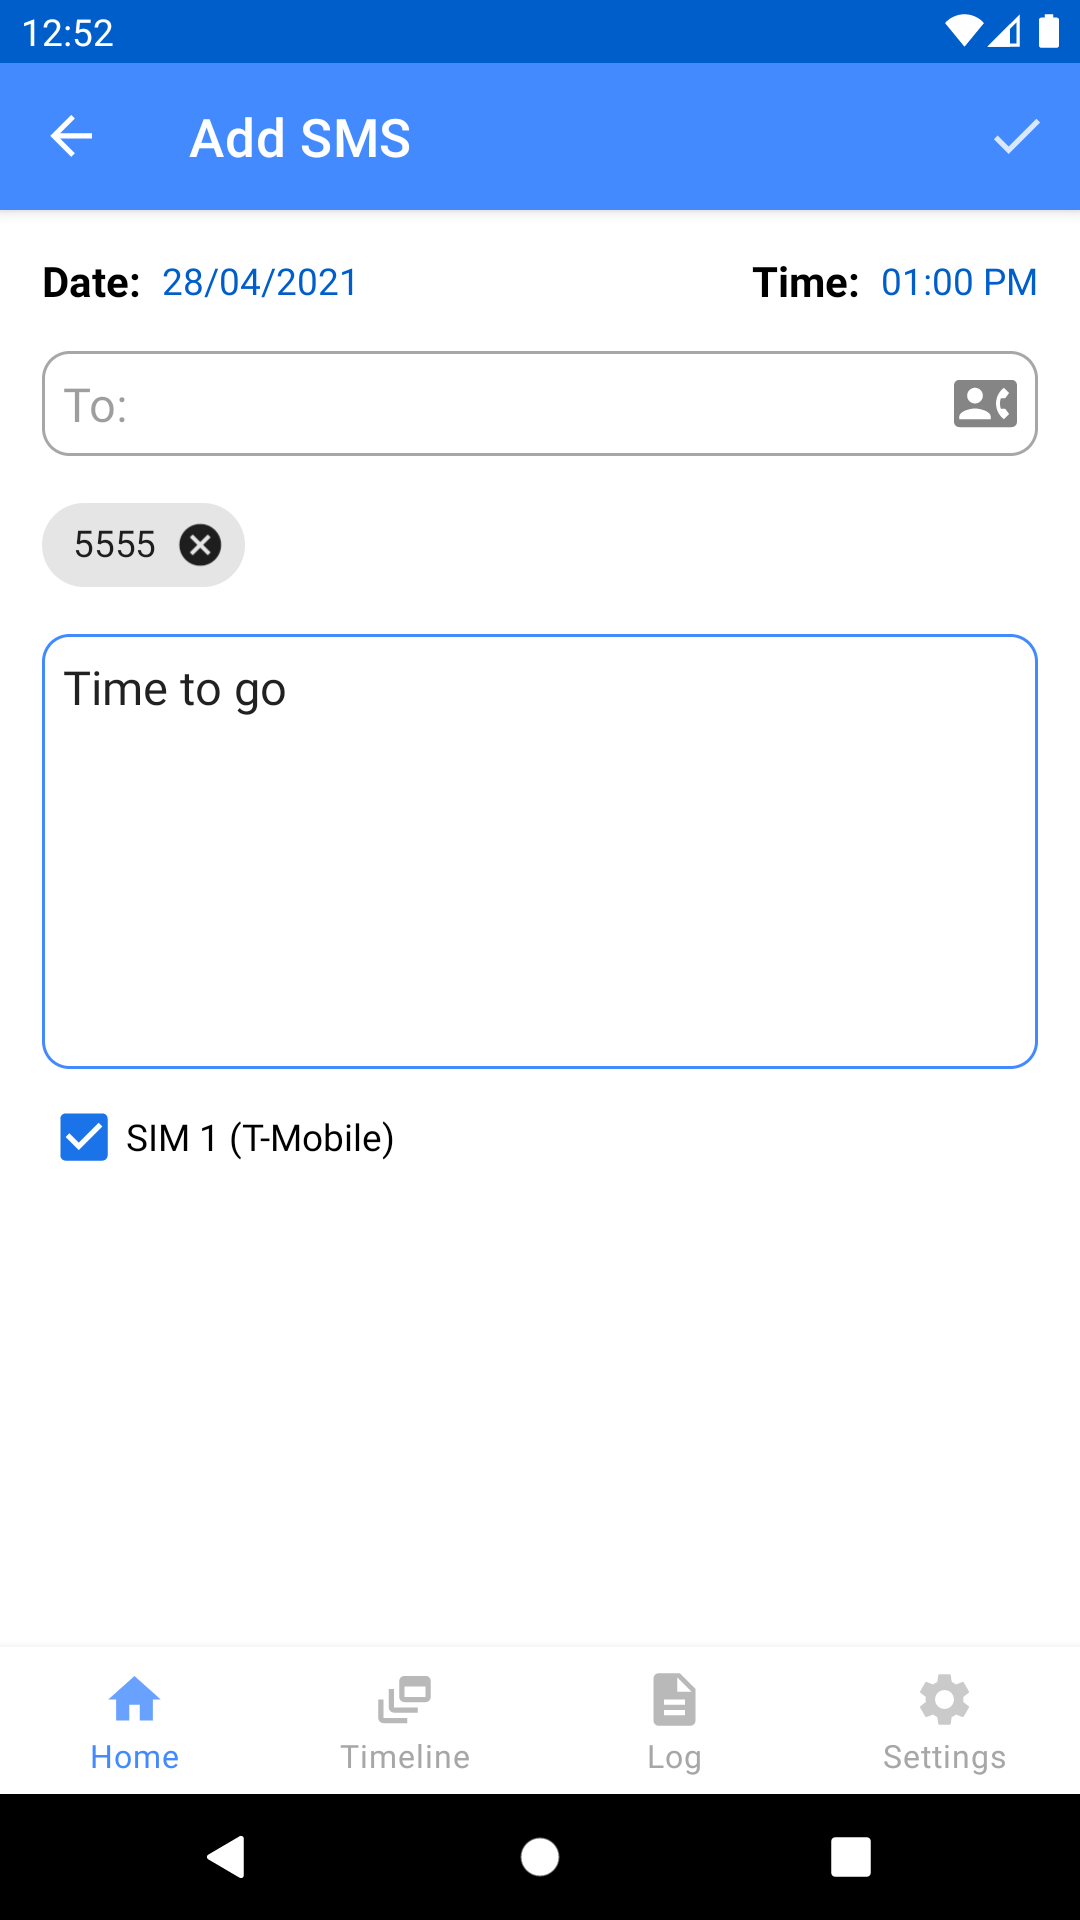 12:52
Add SMS
Date: 28/04/2021 Time: 01:00 PM
To:
5555
Time to go
SIM 1 (T-Mobile)
Home Timeline Log Settings